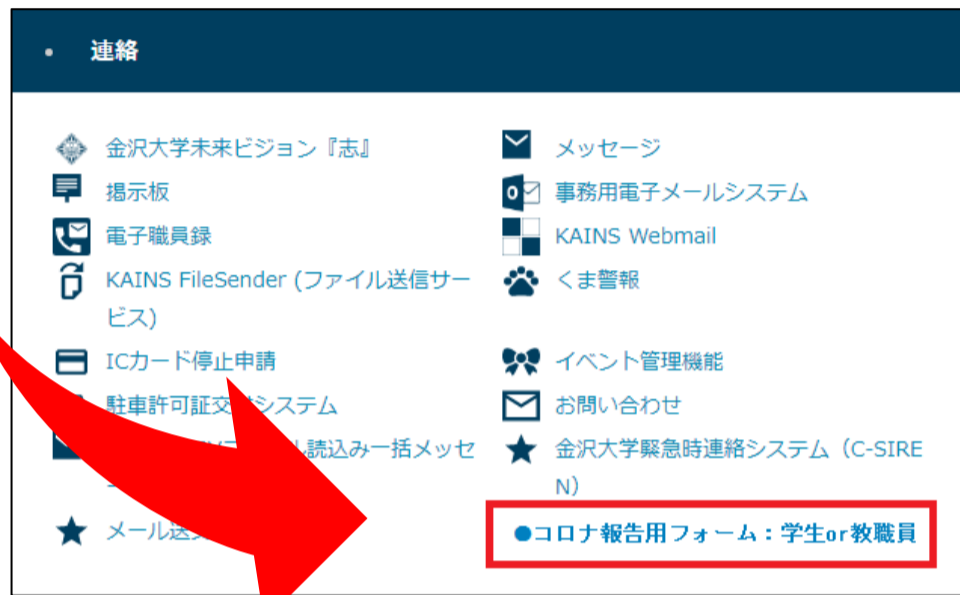 連絡
金沢大学未来ビジョン『志』
メッセージ
掲示板
事務用電子メールシステム
電子職員録
KAINS Webmail
KAINS FileSender (ファイル送信サー
ビス)
くま警報
ICカード停止申請
イベント管理機能
駐車許可証交
システム
お問い合わせ
読込み一括メッセ
金沢大学緊急時連絡システム（C-SIRE
N）
メール送
●コロナ報告用フォーム：学生or教職員